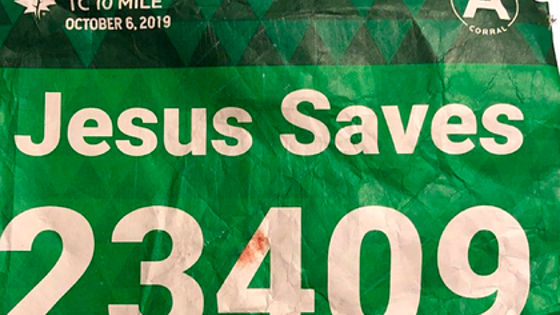 TC 10 MILE
OCTOBER 6, 2019
A
CORRAL
Jesus Saves
23409